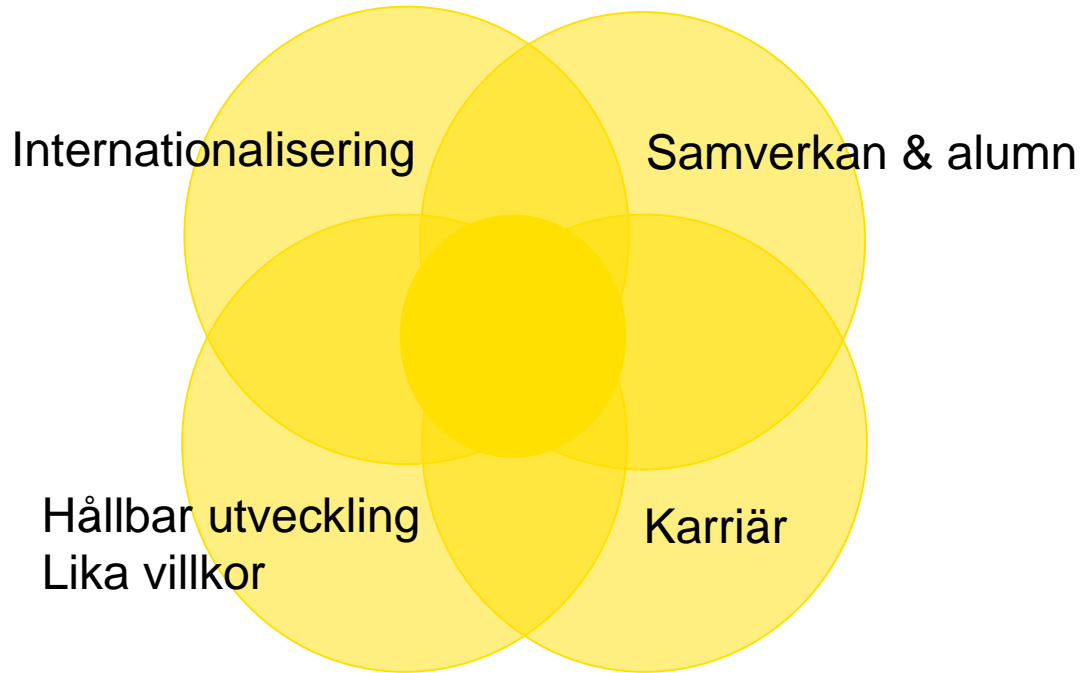 Internationalisering
Samverkan & alumn
Hållbar utveckling
Lika villkor
Karriär